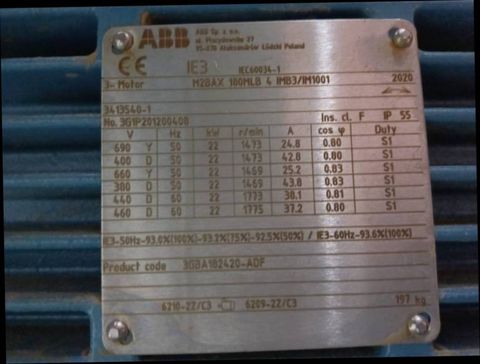 ABB ABB Sp. z o.o.
ul. Placydowska 27
95-070 Aleksandrów Łódzki Poland
CE IE3 IEC60034-1
3~ Motor M2BAX 180MLB 4 IMB3/IM1001 2020
3413540-1
No. 3G1P201200408 Ins. cl. F IP 55
V Hz kW r/min A cos φ Duty
690 Y 50 22 1473 24.8 0.80 S1
400 D 50 22 1473 42.8 0.80 S1
660 Y 50 22 1469 25.2 0.83 S1
380 D 50 22 1469 43.8 0.83 S1
440 D 60 22 1773 38.1 0.81 S1
460 D 60 22 1775 37.2 0.80 S1
IE3-50Hz-93.0%(100%)-93.2%(75%)-92.5%(50%) / IE3-60Hz-93.6%(100%)
Product code 3GBA182420-ADF
6210-2Z/C3 6209-2Z/C3 197 kg